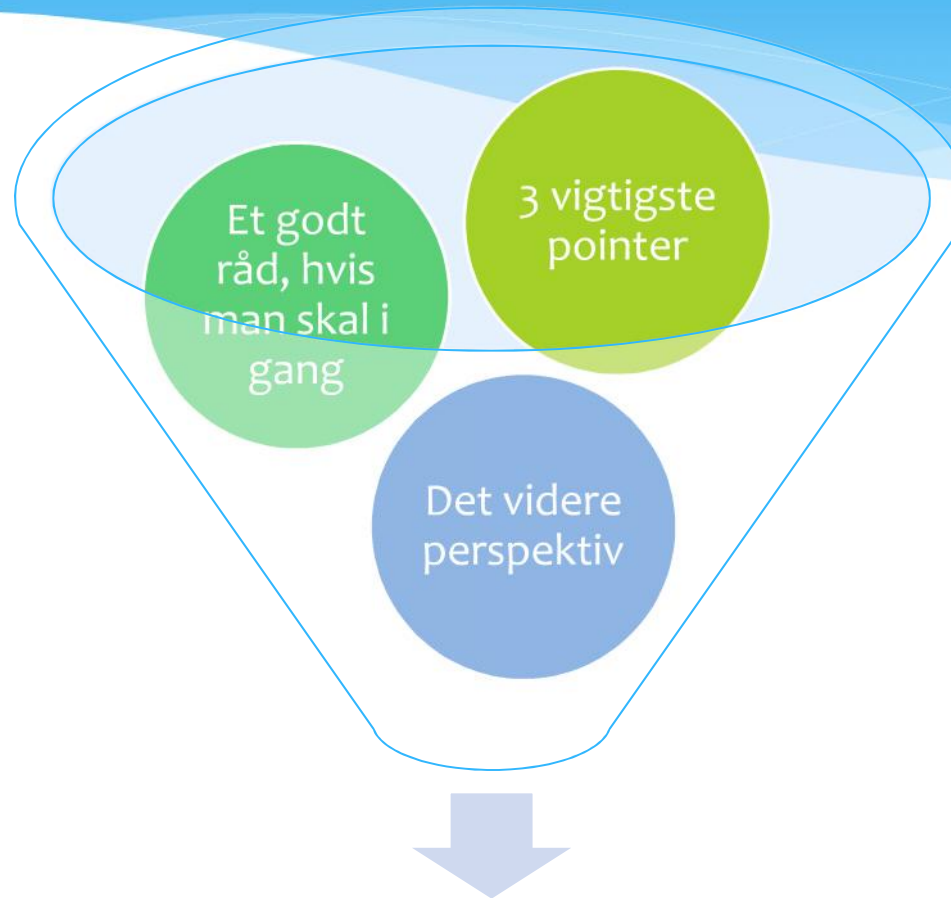 Et godt
råd, hvis
man skal i
gang
3 vigtigste
pointer
Det videre
perspektiv